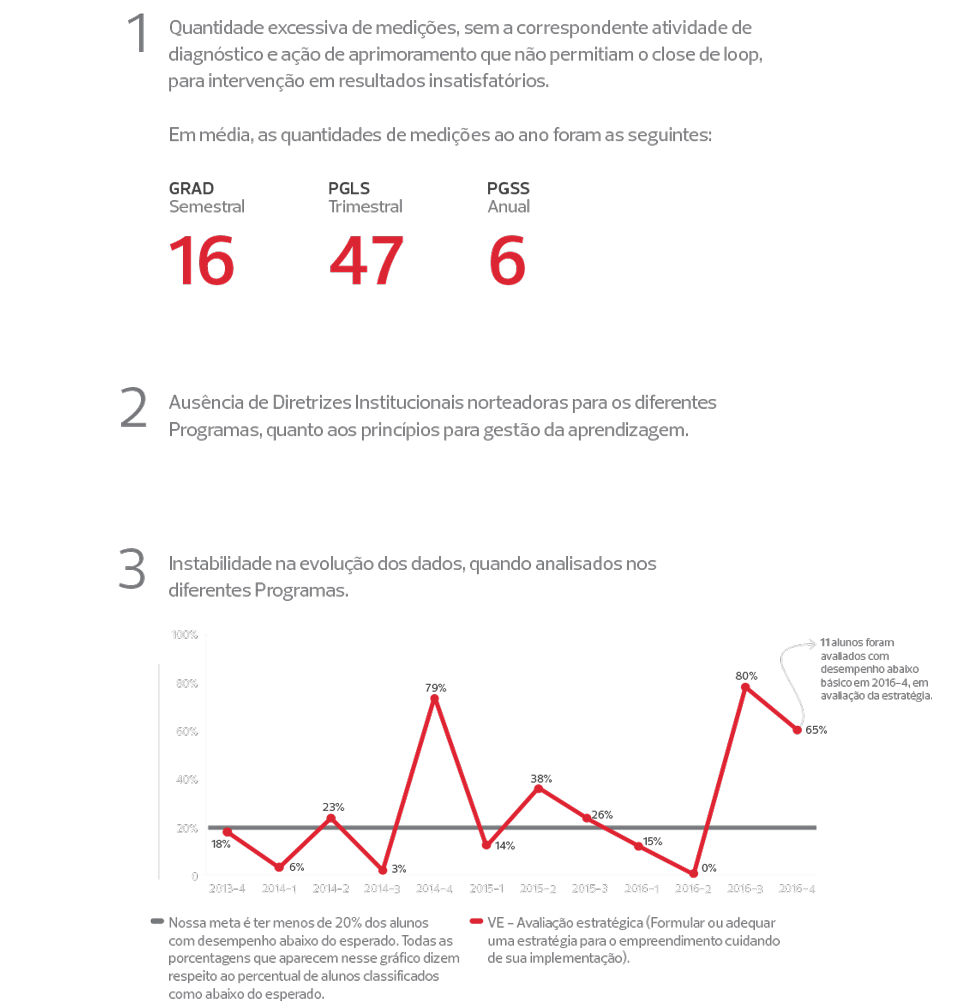 1
Quantidade excessiva de medições, sem a correspondente atividade de
diagnóstico e ação de aprimoramento que não permitiam o close de loop,
para intervenção em resultados insatisfatórios.
Em média, as quantidades de medições ao ano foram as seguintes:
GRAD PGLS PGSS
Semestral Trimestral Anual
16 47 6
2
Ausência de Diretrizes Institucionais norteadoras para os diferentes
Programas, quanto aos princípios para gestão da aprendizagem.
3
Instabilidade na evolução dos dados, quando analisados nos
diferentes Programas.
100%
80%
60%
40%
20%
0
18%
6%
23%
3%
79%
14%
38%
26%
15%
0%
80%
65%
11 alunos foram
avaliados com
desempenho abaixo
básico em 2016-4, em
avaliação da estratégia.
2013-4 2014-1 2014-2 2014-3 2014-4 2015-1 2015-2 2015-3 2016-1 2016-2 2016-3 2016-4
Nossa meta é ter menos de 20% dos alunos
com desempenho abaixo do esperado. Todas as
porcentagens que aparecem nesse gráfico dizem
respeito ao percentual de alunos classificados
como abaixo do esperado.
VE – Avaliação estratégica (Formular ou adequar
uma estratégia para o empreendimento cuidando
de sua implementação).